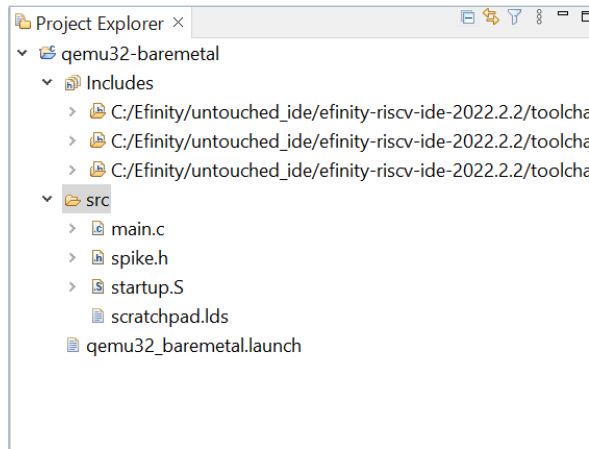 Project Explorer
qemu32-baremetal
Includes
C:/Efinity/untouched_ide/efinity-riscv-ide-2022.2.2/toolcha
C:/Efinity/untouched_ide/efinity-riscv-ide-2022.2.2/toolcha
C:/Efinity/untouched_ide/efinity-riscv-ide-2022.2.2/toolcha
src
main.c
spike.h
startup.S
scratchpad.lds
qemu32_baremetal.launch